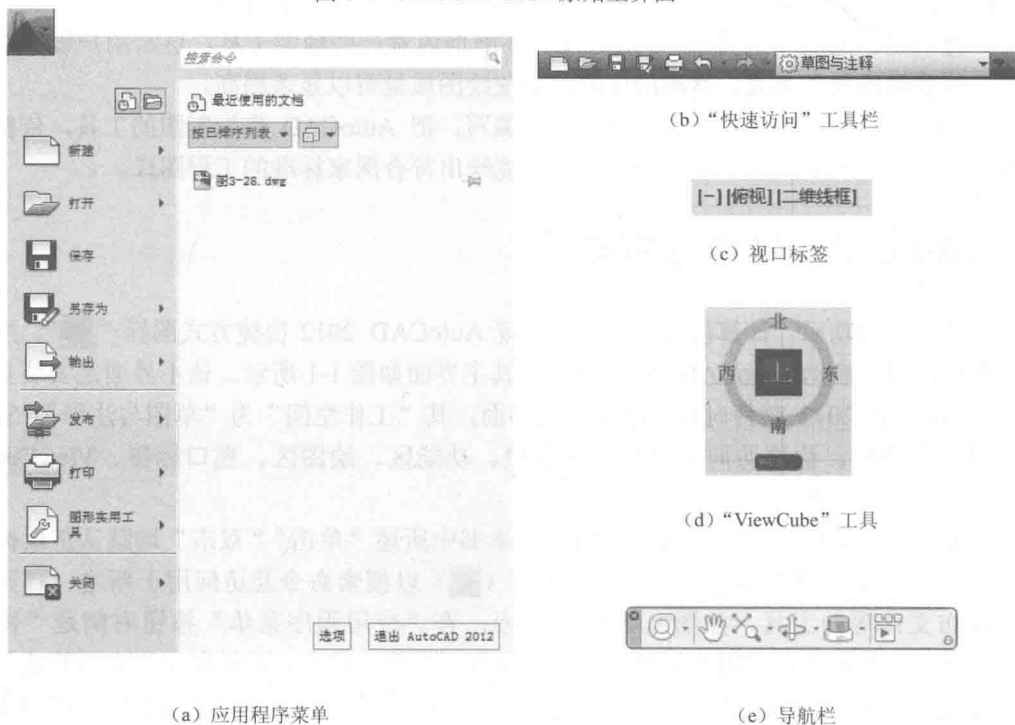 搜索命令
最近使用的文档
按已排序列表
图3-28.dwg
新建
打开
保存
另存为
输出
发布
打印
图形实用工
具
关闭
选项
退出 AutoCAD 2012
(a) 应用程序菜单
草图与注释
(b) “快速访问” 工具栏
[-] [俯视] [二维线框]
(c) 视口标签
北
西
上
东
南
(d) “ViewCube” 工具
(e) 导航栏